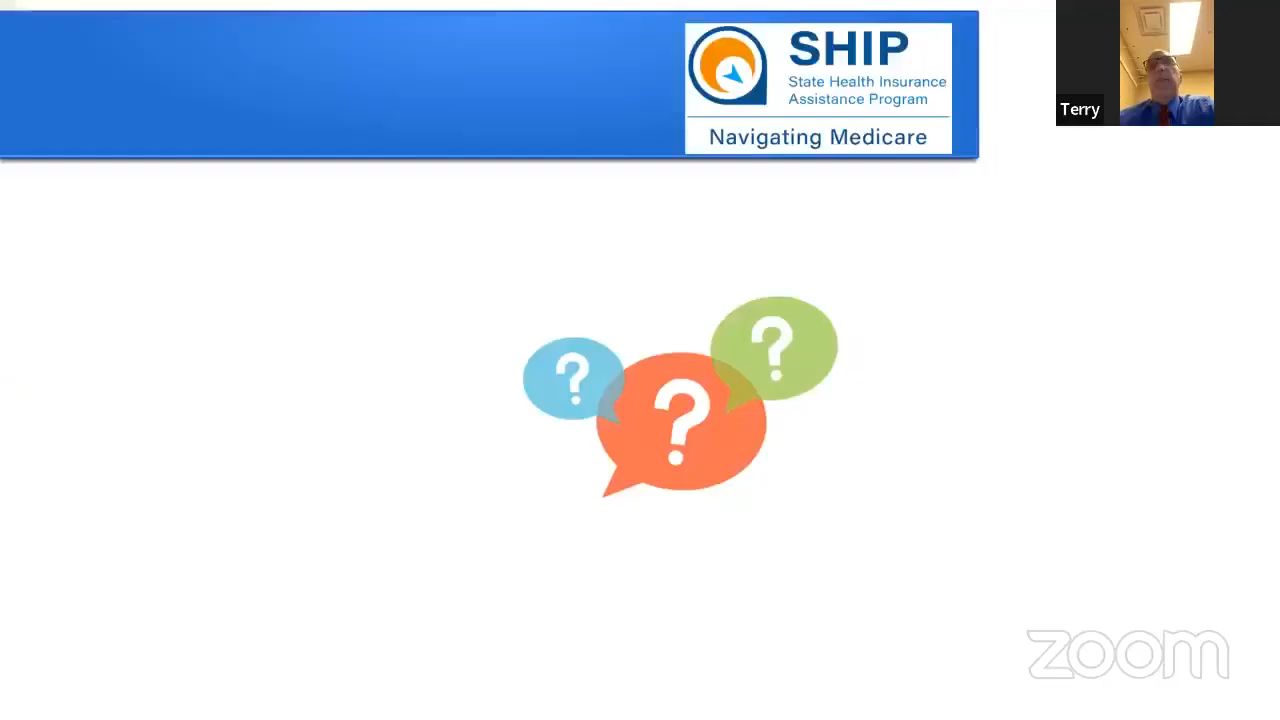 SHIP
State Health Insurance
Assistance Program
Navigating Medicare
Terry
?
?
?
zoom